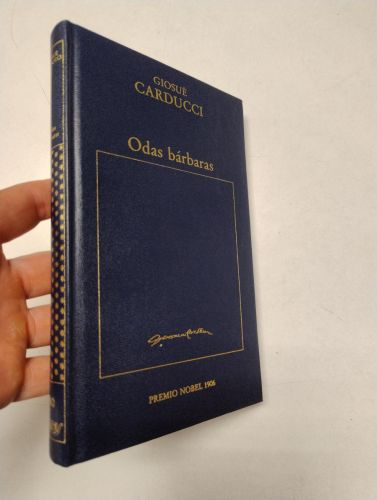 GIOSUÈ
CARDUCCI
Odas bárbaras
PREMIO NOBEL 1906